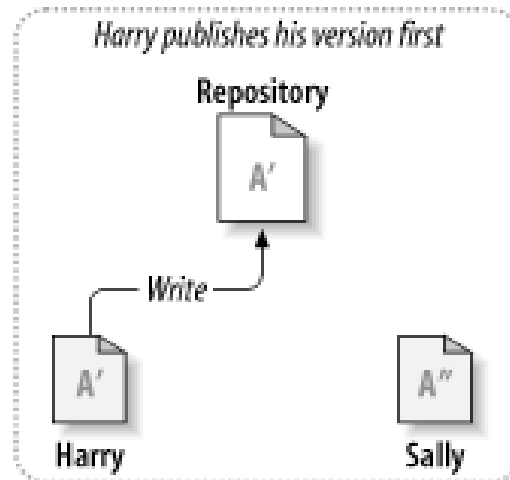 Harry publishes his version first
Repository
A′
Write
A′
A″
Harry
Sally